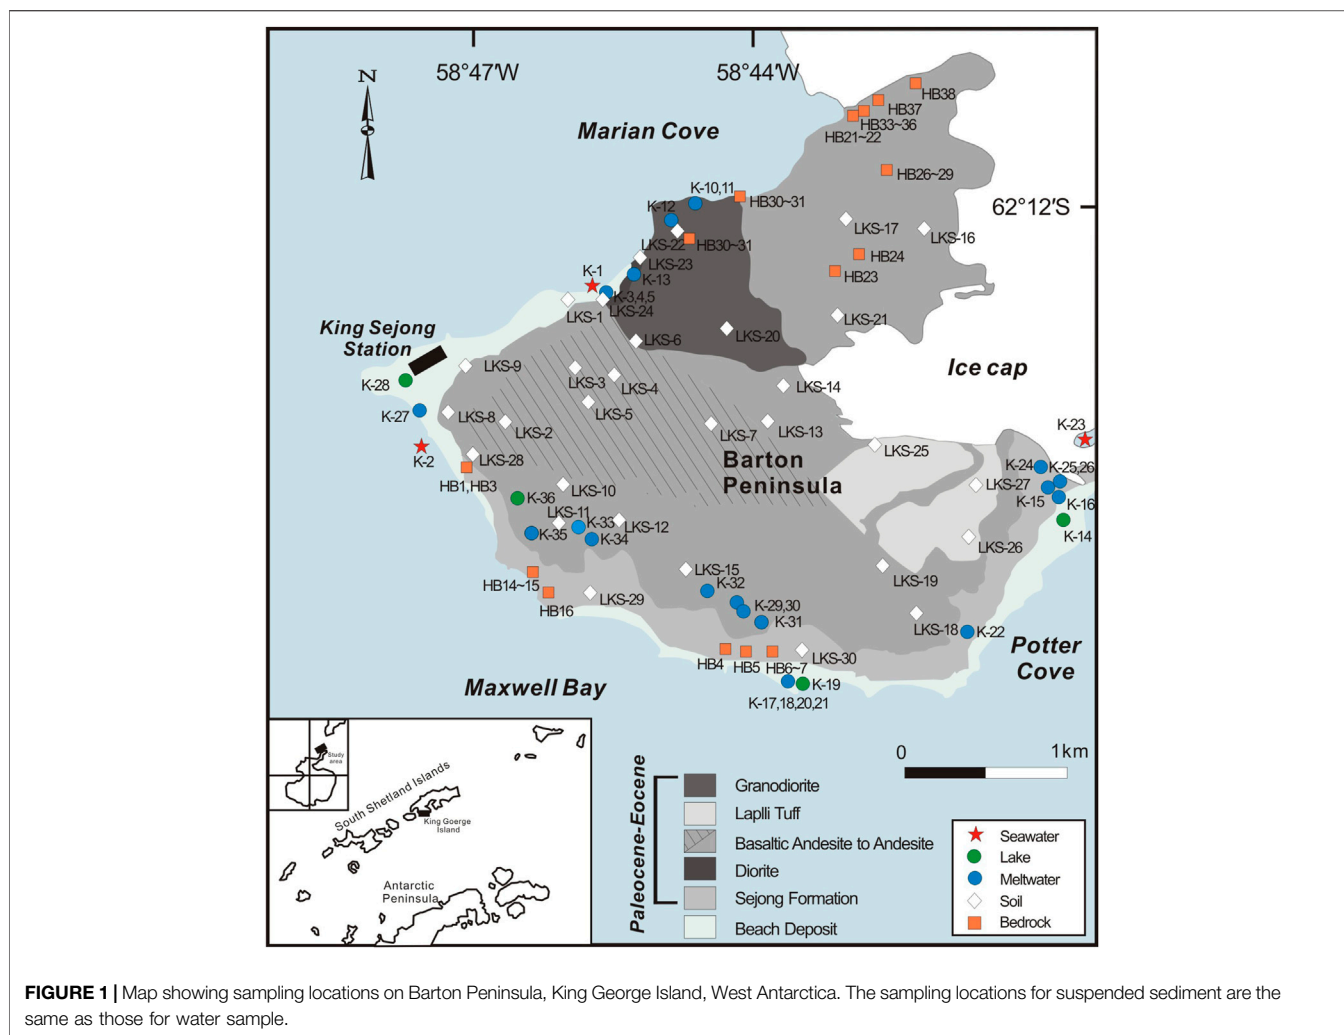 58°47′W
58°44′W
N
HB38
HB37
HB33~36
HB21~22
Marian Cove
HB26~29
K-10,11
HB30~31
62°12′S
K-12
LKS-17
LKS-16
LKS-22
HB30~31
HB24
LKS-23
K-1
K-13
HB23
K-3,4,5
LKS-1
LKS-24
LKS-21
King Sejong
Station
LKS-6
LKS-20
LKS-9
Ice cap
K-28
LKS-3
LKS-4
LKS-14
K-27
LKS-8
LKS-5
LKS-2
LKS-7
LKS-13
K-23
K-2
LKS-28
Barton
Peninsula
LKS-25
K-24
K-25,26
HB1,HB3
LKS-10
LKS-27
K-15
K-16
K-36
LKS-11
K-33
LKS-12
K-14
K-35
K-34
LKS-26
LKS-15
LKS-19
HB14~15
K-32
HB16
LKS-29
K-29,30
K-31
LKS-18
K-22
Potter
Cove
HB4
HB5
HB6~7
LKS-30
Maxwell Bay
K-19
K-17,18,20,21
0
1km
Study
area
South Shetland Islands
King Goerge
Island
Antarctic
Peninsula
Paleocene-Eocene
Granodiorite
Laplli Tuff
Basaltic Andesite to Andesite
Diorite
Sejong Formation
Beach Deposit
Seawater
Lake
Meltwater
Soil
Bedrock
FIGURE 1 | Map showing sampling locations on Barton Peninsula, King George Island, West Antarctica. The sampling locations for suspended sediment are the
same as those for water sample.